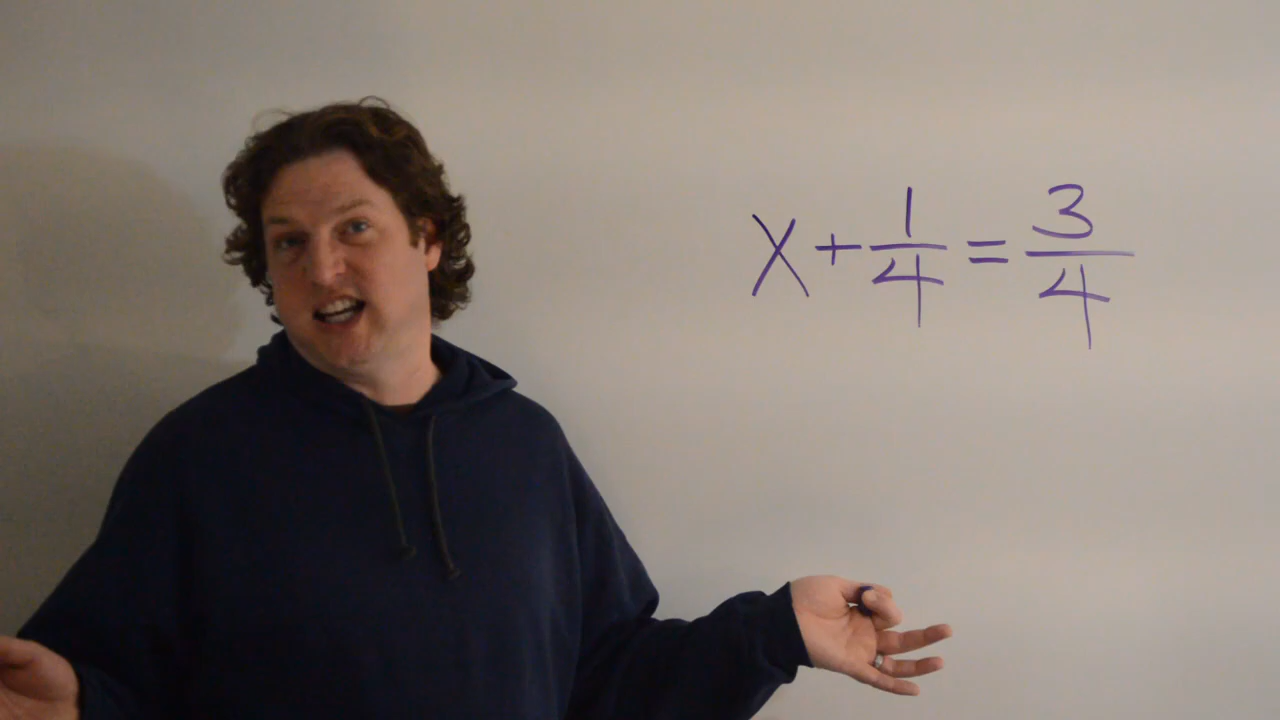 x + 1/4 = 3/4